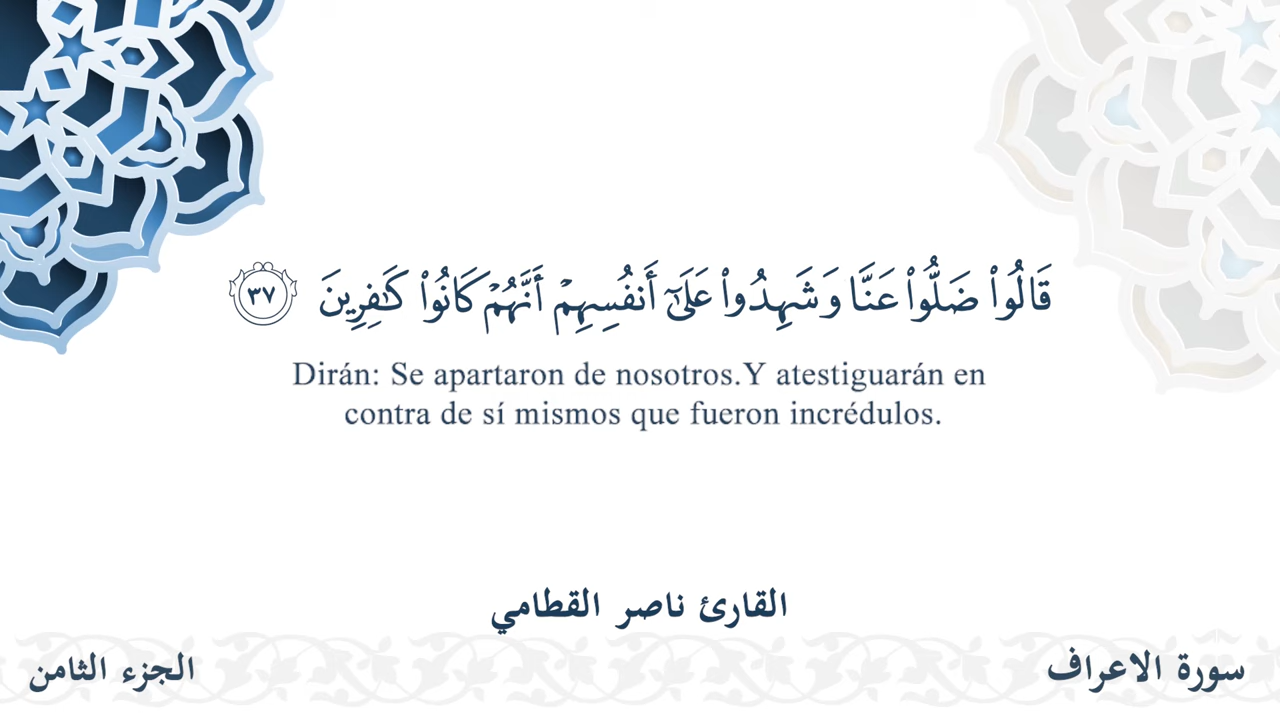 قَالُوا۟ ضَلُّوا۟ عَنَّا وَشَهِدُوا۟ عَلَىٰٓ أَنفُسِهِمْ أَنَّهُمْ كَانُوا۟ كَـٰفِرِينَ ٣٧
Dirán: Se apartaron de nosotros.Y atestiguarán en
contra de sí mismos que fueron incrédulos.
القارئ ناصر القطامي
سورة الاعراف
الجزء الثامن